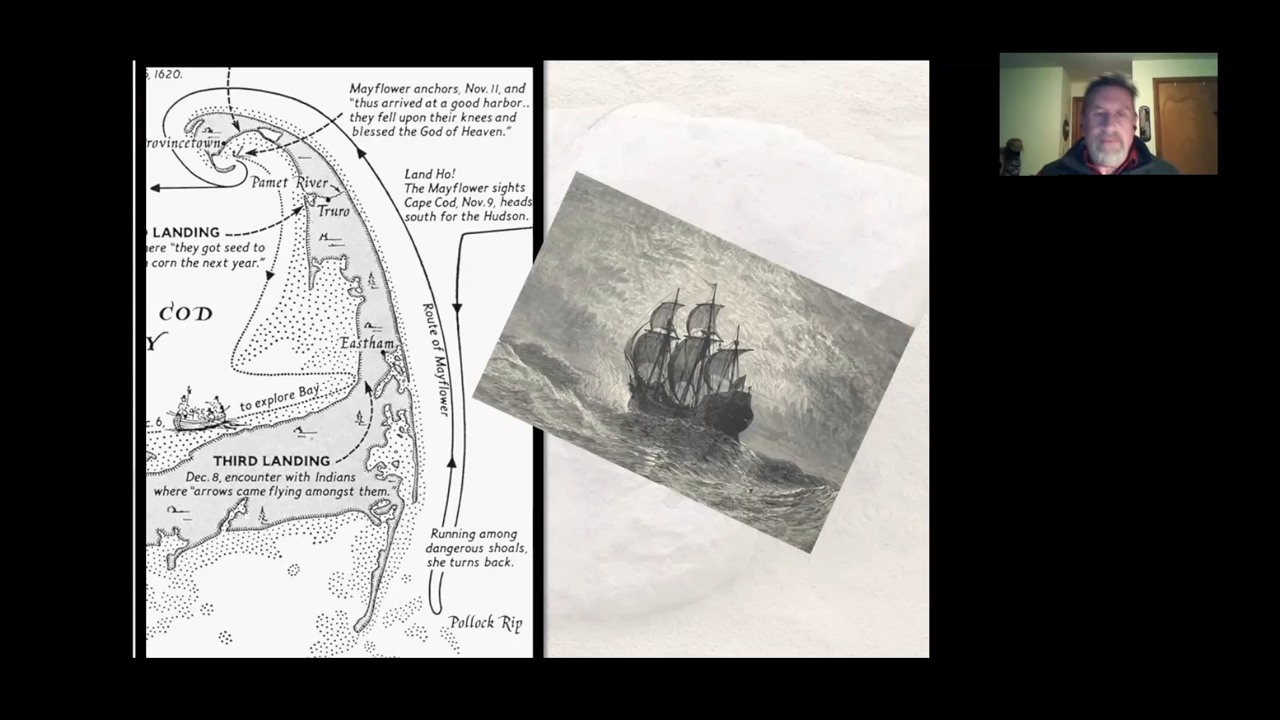 5, 1620.
Mayflower anchors, Nov. 11, and
"thus arrived at a good harbor..
they fell upon their knees and
blessed the God of Heaven."
rovincetown
Land Ho!
The Mayflower sights
Cape Cod, Nov. 9, heads
south for the Hudson.
Pamet River
Truro
LANDING
ere "they got seed to
corn the next year."
COD
Y
Route of Mayflower
Eastham
to explore Bay
c. 6,
THIRD LANDING
Dec. 8, encounter with Indians
where "arrows came flying amongst them."
Running among
dangerous shoals,
she turns back.
Pollock Rip